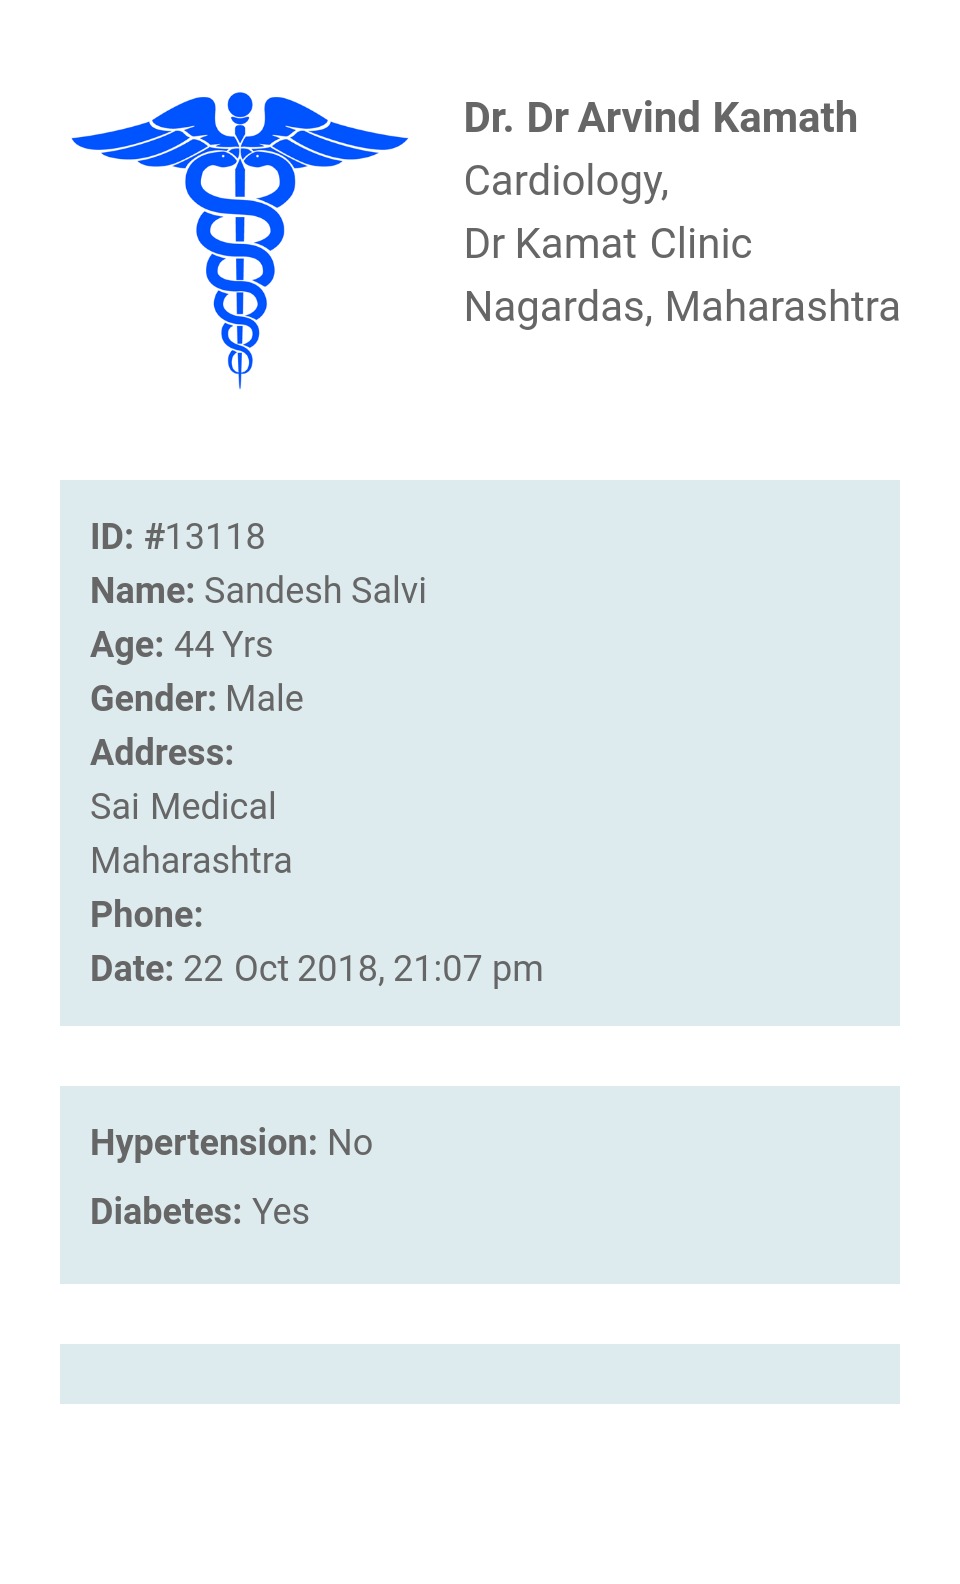 Dr. Dr Arvind Kamath
Cardiology,
Dr Kamat Clinic
Nagardas, Maharashtra
ID: #13118
Name: Sandesh Salvi
Age: 44 Yrs
Gender: Male
Address:
Sai Medical
Maharashtra
Phone:
Date: 22 Oct 2018, 21:07 pm
Hypertension: No
Diabetes: Yes